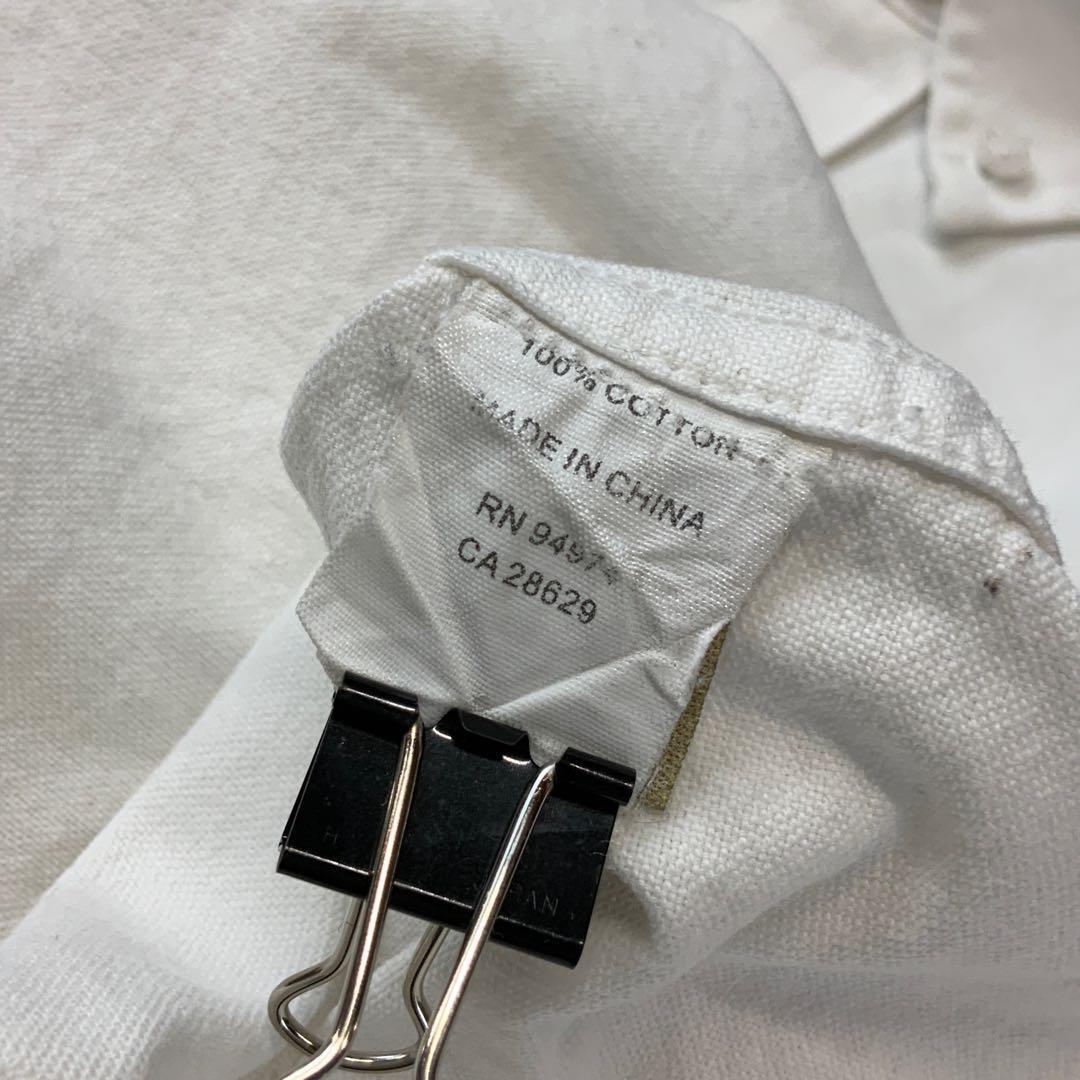 100% COTTON
MADE IN CHINA
RN 94974
CA 28629